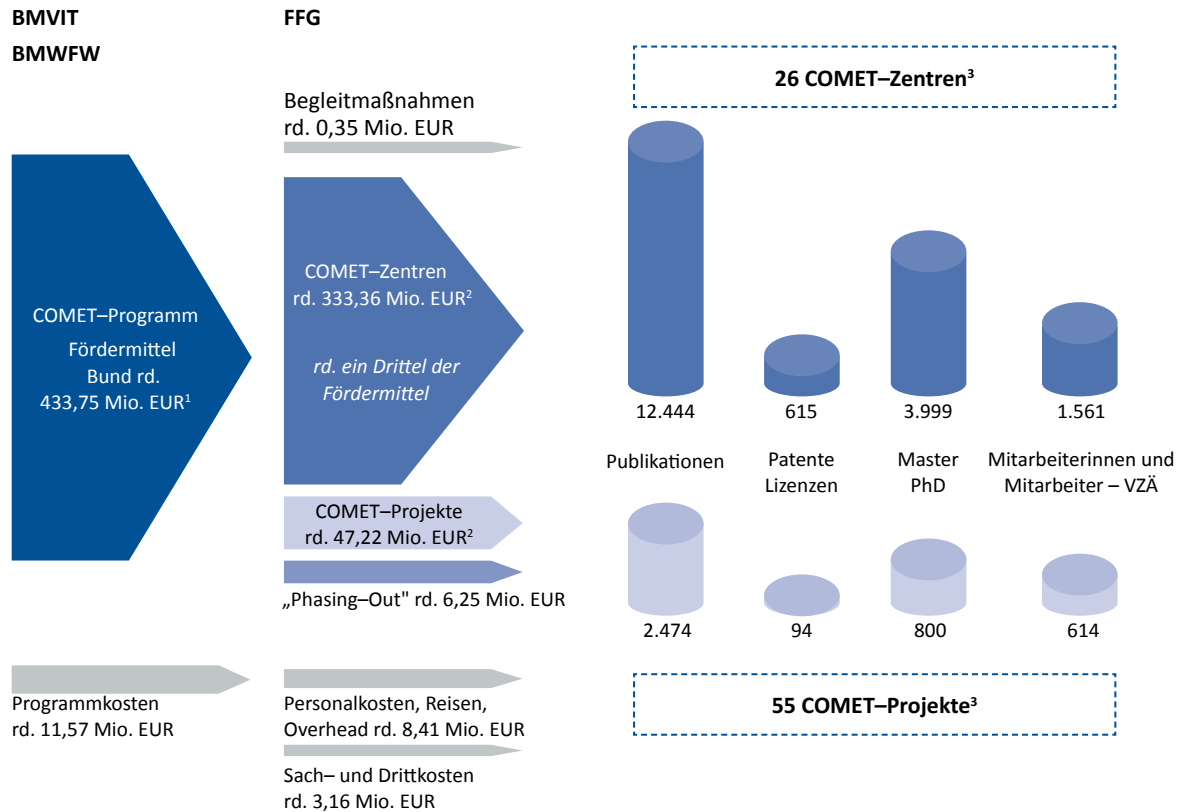 BMVIT
BMWFW
FFG
Begleitmaßnahmen
rd. 0,35 Mio. EUR
COMET–Programm
Fördermittel
Bund rd.
433,75 Mio. EUR¹
COMET–Zentren
rd. 333,36 Mio. EUR²
rd. ein Drittel der
Fördermittel
COMET–Projekte
rd. 47,22 Mio. EUR²
„Phasing–Out" rd. 6,25 Mio. EUR
Programmkosten
rd. 11,57 Mio. EUR
Personalkosten, Reisen,
Overhead rd. 8,41 Mio. EUR
Sach– und Drittkosten
rd. 3,16 Mio. EUR
26 COMET–Zentren³
12.444 615 3.999 1.561
Publikationen Patente Master Mitarbeiterinnen und
Lizenzen PhD Mitarbeiter – VZÄ
2.474 94 800 614
55 COMET–Projekte³